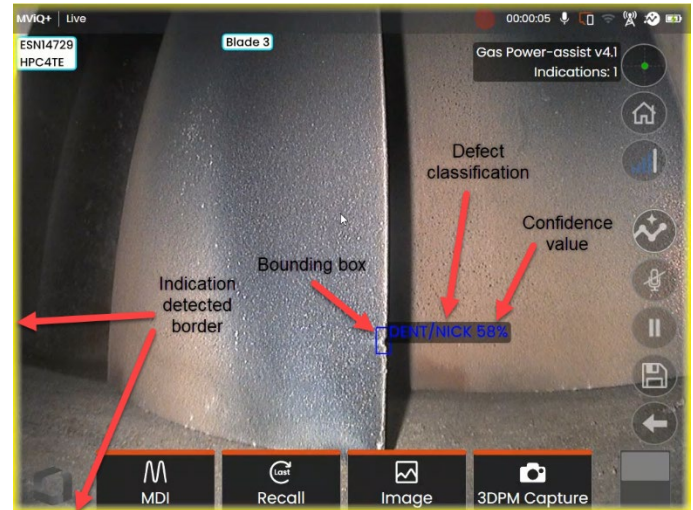 MViQ+ | Live
00:00:05
ESN14729
HPC4TE
Blade 3
Gas Power-assist v4.1
Indications: 1
Defect
classification
Confidence
value
Bounding box
Indication
detected
border
DENT/NICK 58%
MDI
Last
Recall
Image
3DPM Capture